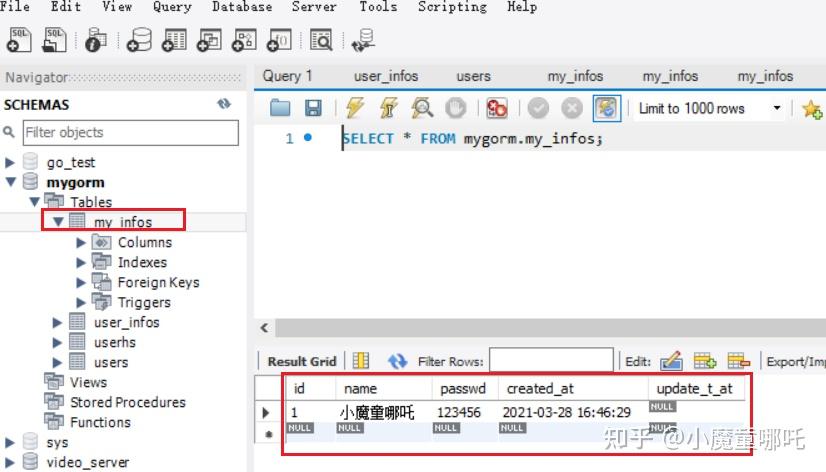 File Edit View Query Database Server Tools Scripting Help
Navigator
SCHEMAS
Filter objects
go_test
mygorm
Tables
my_infos
Columns
Indexes
Foreign Keys
Triggers
user_infos
userhs
users
Views
Stored Procedures
Functions
sys
video_server
Query 1 user_infos users my_infos my_infos my_infos
Limit to 1000 rows
1 SELECT * FROM mygorm.my_infos;
Result Grid Filter Rows: Edit: Export/Im
id name passwd created_at update_t_at
1 小魔童哪吒 123456 2021-03-28 16:46:29 NULL
NULL NULL NULL NULL NULL
知乎 @小魔童哪吒